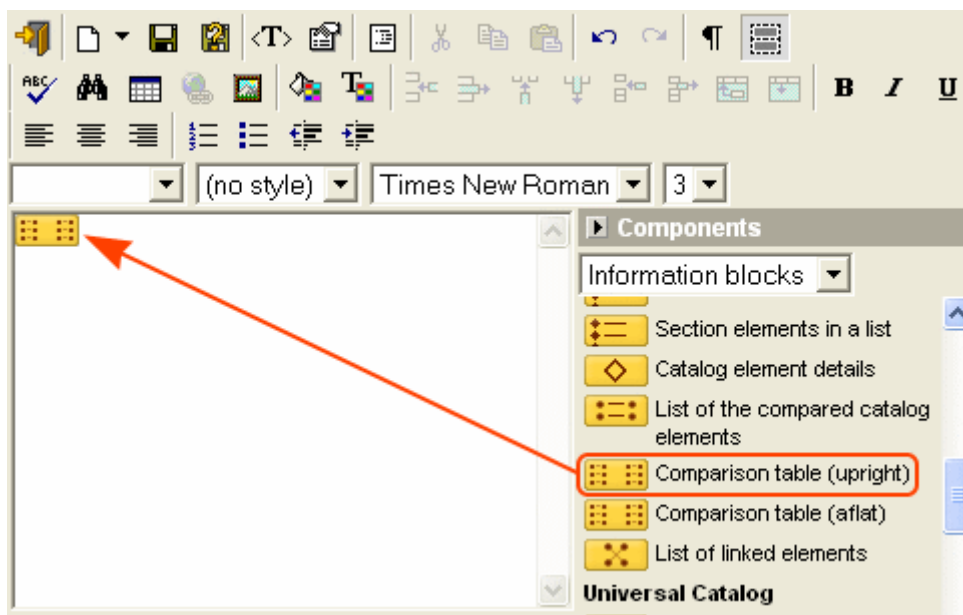 <T>
ABC
T
B I U
(no style) Times New Roman 3
Components
Information blocks
Section elements in a list
Catalog element details
List of the compared catalog
elements
Comparison table (upright)
Comparison table (aflat)
List of linked elements
Universal Catalog